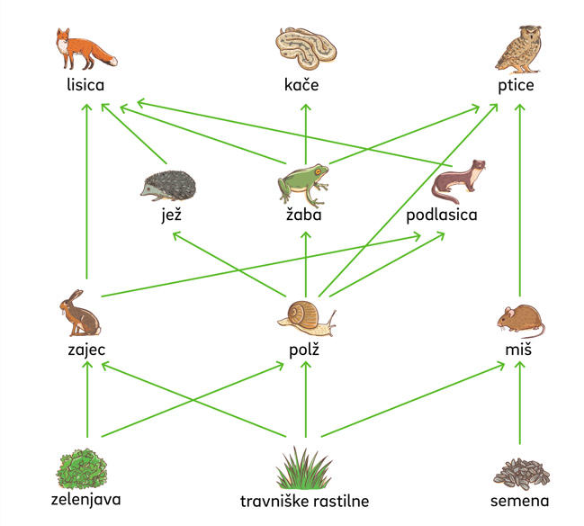 lisica
kače
ptice
jež
žaba
podlasica
zajec
polž
miš
zelenjava
travniške rastilne
semena